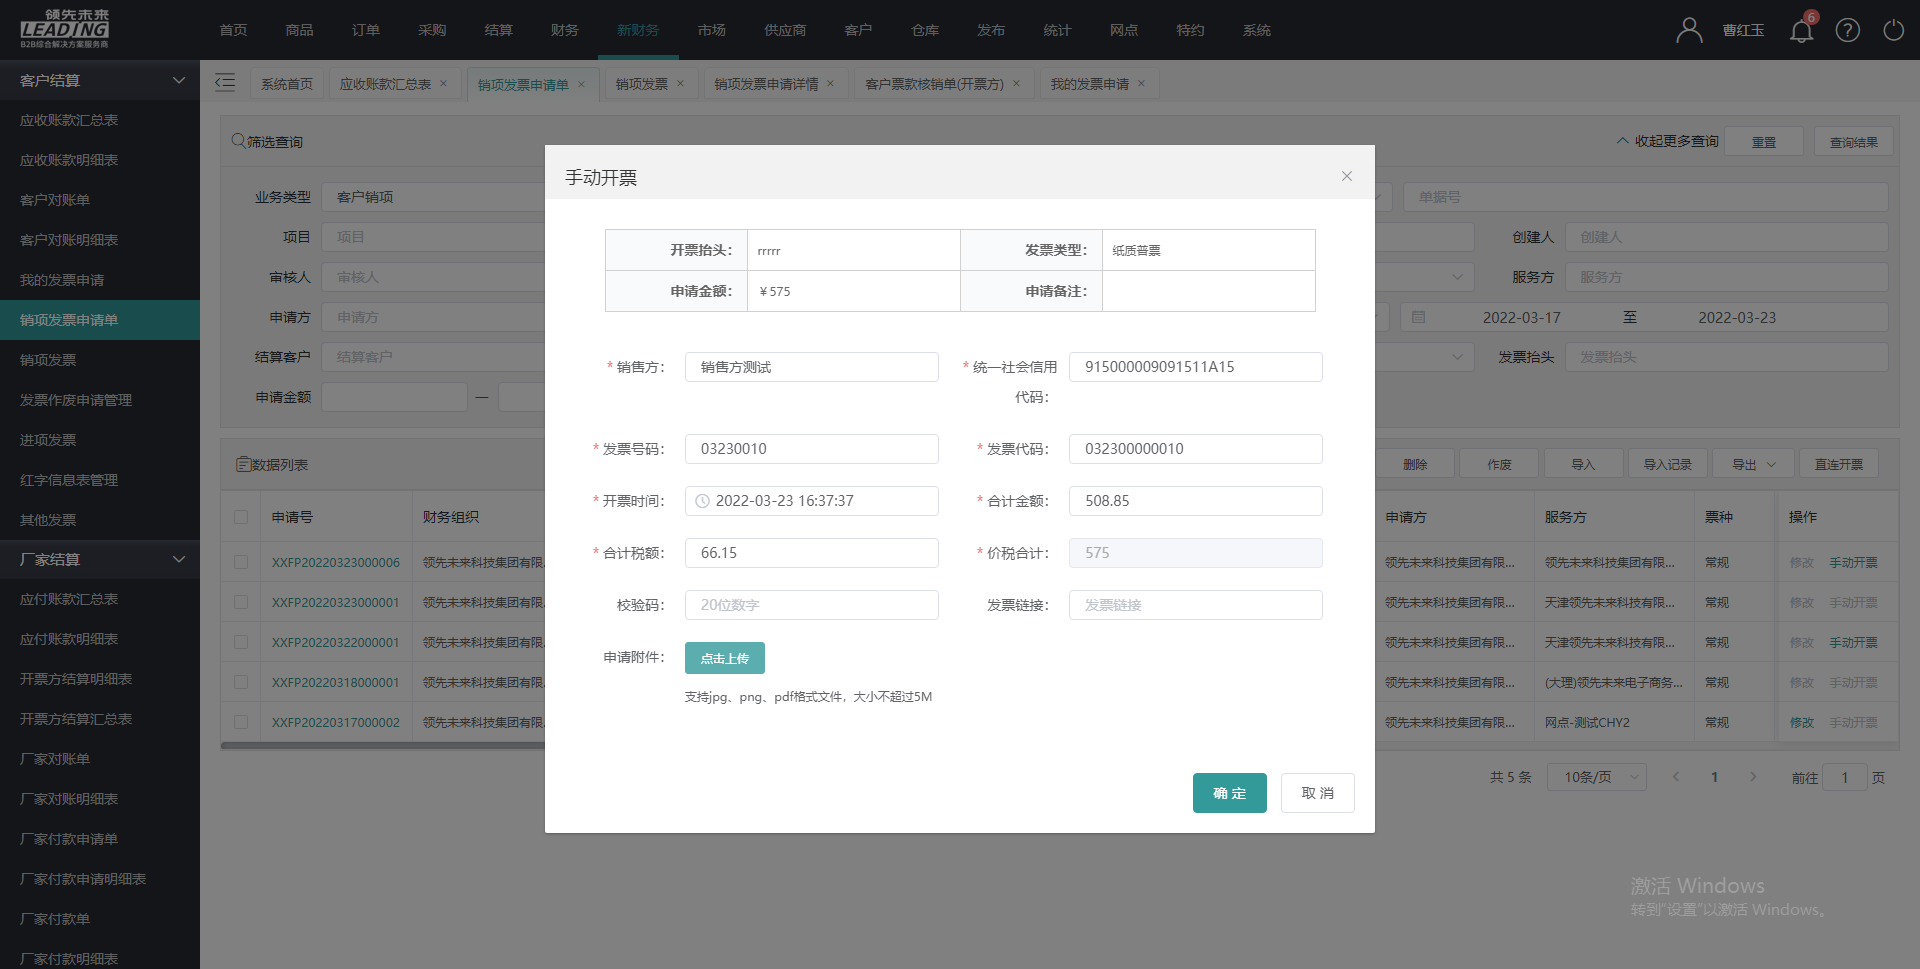 领先未来
LEADING
B2B综合解决方案服务商
首页 商品 订单 采购 结算 财务 新财务 市场 供应商 客户 仓库 发布 统计 网点 特约 系统
曹红玉
6
客户结算
应收账款汇总表
应收账款明细表
客户对账单
客户对账明细表
我的发票申请
销项发票申请单
销项发票
发票作废申请管理
进项发票
红字信息表管理
其他发票
厂家结算
应付账款汇总表
应付账款明细表
开票方结算明细表
开票方结算汇总表
厂家对账单
厂家对账明细表
厂家付款申请单
厂家付款申请明细表
厂家付款单
厂家付款明细表
系统首页 应收账款汇总表 × 销项发票申请单 × 销项发票 × 销项发票申请详情 × 客户票款核销单(开票方) × 我的发票申请 ×
筛选查询
收起更多查询 重置 查询结果
业务类型 客户销项
单据号
项目 项目
创建人 创建人
审核人 审核人
服务方 服务方
申请方 申请方
2022-03-17 至 2022-03-23
结算客户 结算客户
发票抬头 发票抬头
申请金额 —
数据列表
删除 作废 导入 导入记录 导出 直连开票
申请号 财务组织
申请方 服务方 票种 操作
XXFP20220323000006 领先未来科技集团有限
领先未来科技集团有限... 领先未来科技集团有限... 常规 修改 手动开票
XXFP20220323000001 领先未来科技集团有限
领先未来科技集团有限... 天津领先未来科技有限... 常规 修改 手动开票
XXFP20220322000001 领先未来科技集团有限
领先未来科技集团有限... 天津领先未来科技有限... 常规 修改 手动开票
XXFP20220318000001 领先未来科技集团有限
领先未来科技集团有限... (大理)领先未来电子商务... 常规 修改 手动开票
XXFP20220317000002 领先未来科技集团有限
领先未来科技集团有限... 网点-测试CHY2 常规 修改 手动开票
共 5 条 10条/页 1 前往 1 页
手动开票
开票抬头： rrrrr 发票类型： 纸质普票
申请金额： ¥575 申请备注：
* 销售方： 销售方测试
* 统一社会信用
代码：
915000009091511A15
* 发票号码： 03230010
* 发票代码： 032300000010
* 开票时间： 2022-03-23 16:37:37
* 合计金额： 508.85
* 合计税额： 66.15
* 价税合计： 575
校验码： 20位数字
发票链接： 发票链接
申请附件： 点击上传
支持jpg、png、pdf格式文件，大小不超过5M
确 定 取 消
激活 Windows
转到"设置"以激活 Windows。